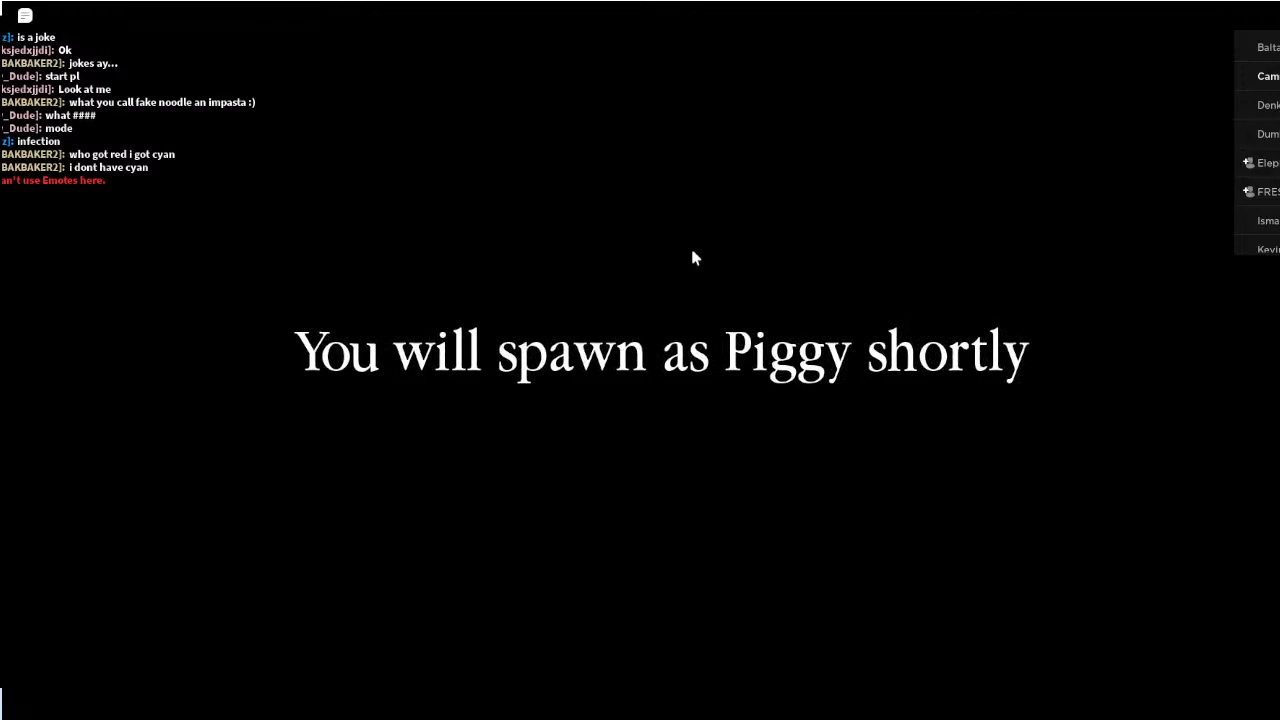 z]: is a joke
ksjedxjjdi]: Ok
BAKBAKER2]: jokes ay...
_Dude]: start pl
ksjedxjjdi]: Look at me
BAKBAKER2]: what you call fake noodle an impasta :)
_Dude]: what ####
_Dude]: mode
z]: infection
BAKBAKER2]: who got red i got cyan
BAKBAKER2]: i dont have cyan
an't use Emotes here.
Balta
Cam
Denk
Dum
Elep
FRES
Isma
Kevi
You will spawn as Piggy shortly